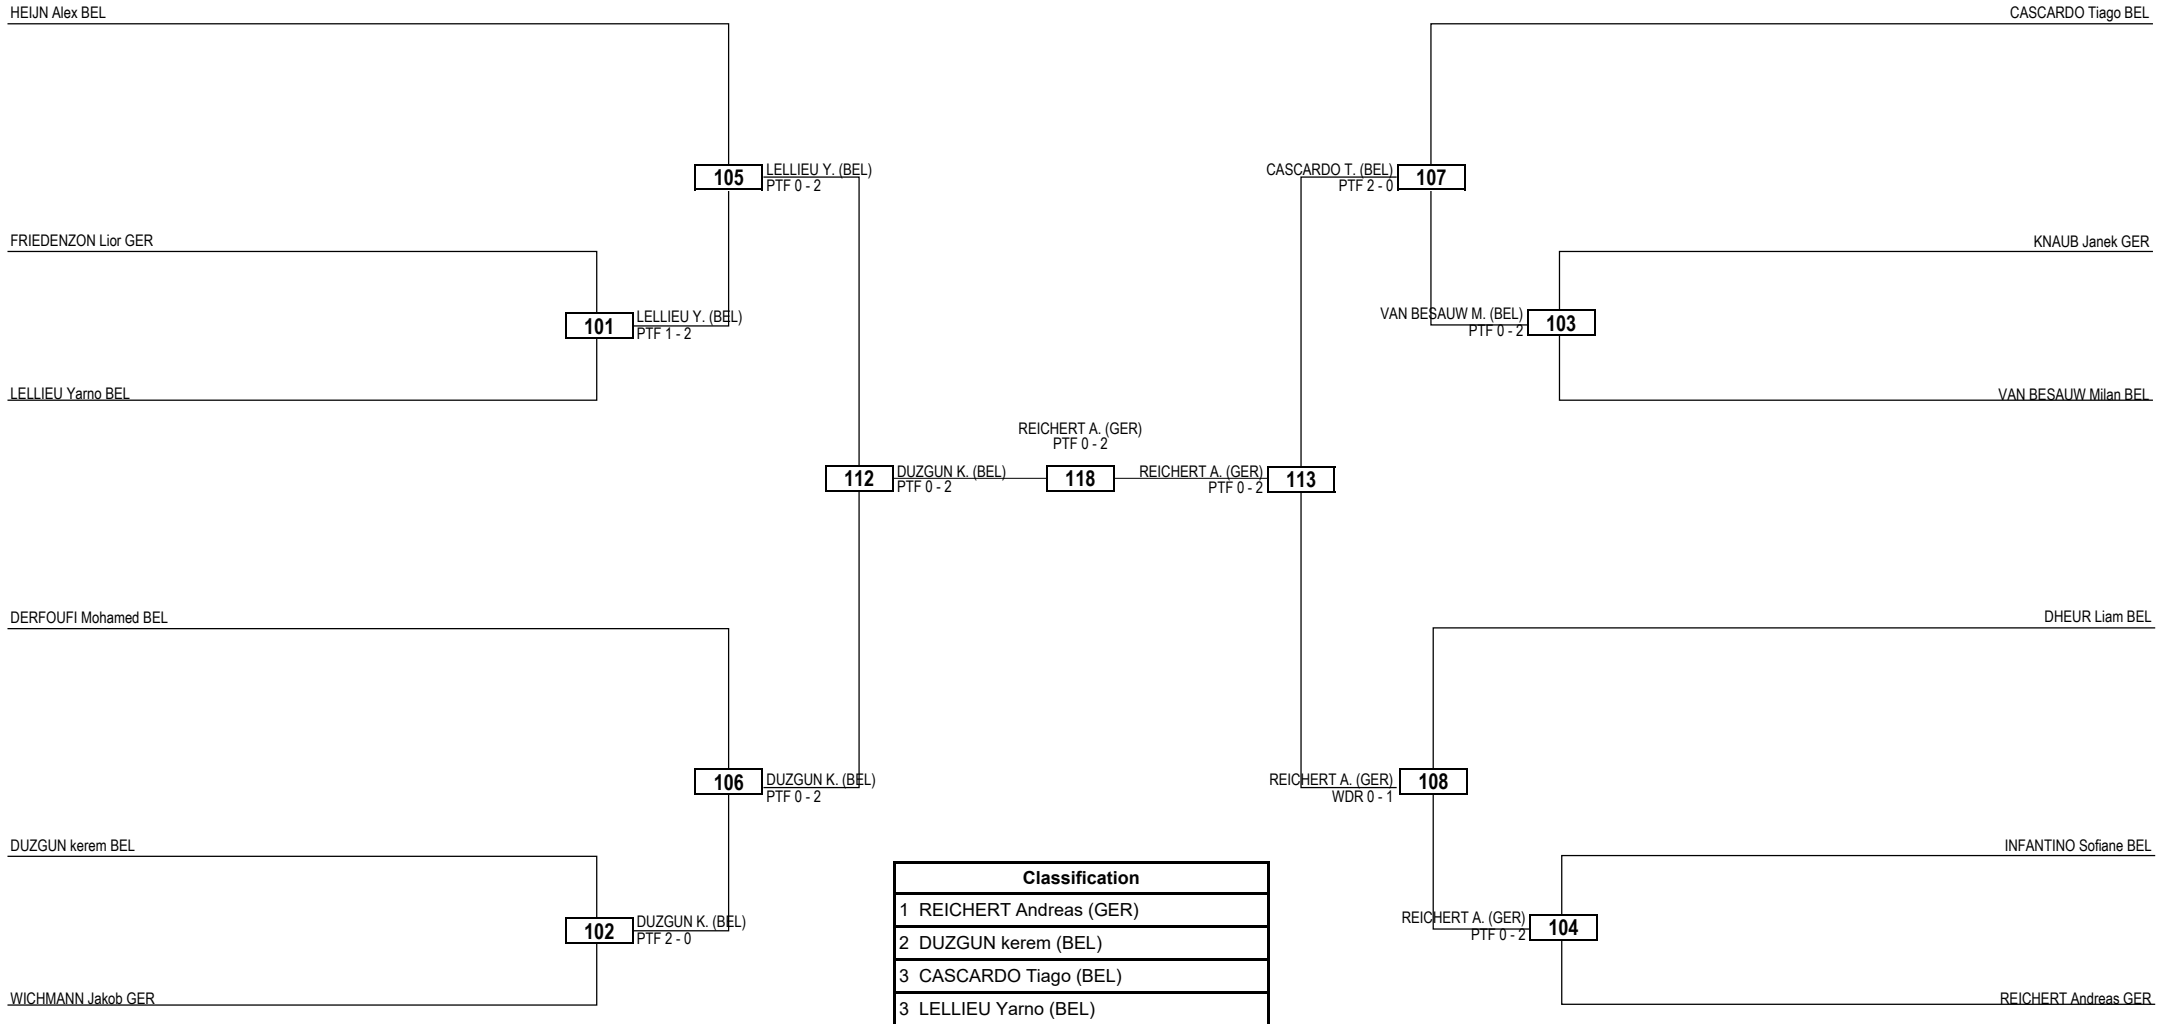 HEIJN Alex BEL
CASCARDO Tiago BEL
105
LELLIEU Y. (BEL)
PTF 0 - 2
CASCARDO T. (BEL)
PTF 2 - 0
107
FRIEDENZON Lior GER
KNAUB Janek GER
101
LELLIEU Y. (BEL)
PTF 1 - 2
VAN BESAUW M. (BEL)
PTF 0 - 2
103
LELLIEU Yarno BEL
VAN BESAUW Milan BEL
REICHERT A. (GER)
PTF 0 - 2
112
DUZGUN K. (BEL)
PTF 0 - 2
118
REICHERT A. (GER)
PTF 0 - 2
113
DERFOUFI Mohamed BEL
DHEUR Liam BEL
106
DUZGUN K. (BEL)
PTF 0 - 2
REICHERT A. (GER)
WDR 0 - 1
108
DUZGUN kerem BEL
INFANTINO Sofiane BEL
102
DUZGUN K. (BEL)
PTF 2 - 0
REICHERT A. (GER)
PTF 0 - 2
104
WICHMANN Jakob GER
REICHERT Andreas GER
Classification
1 REICHERT Andreas (GER)
2 DUZGUN kerem (BEL)
3 CASCARDO Tiago (BEL)
3 LELLIEU Yarno (BEL)